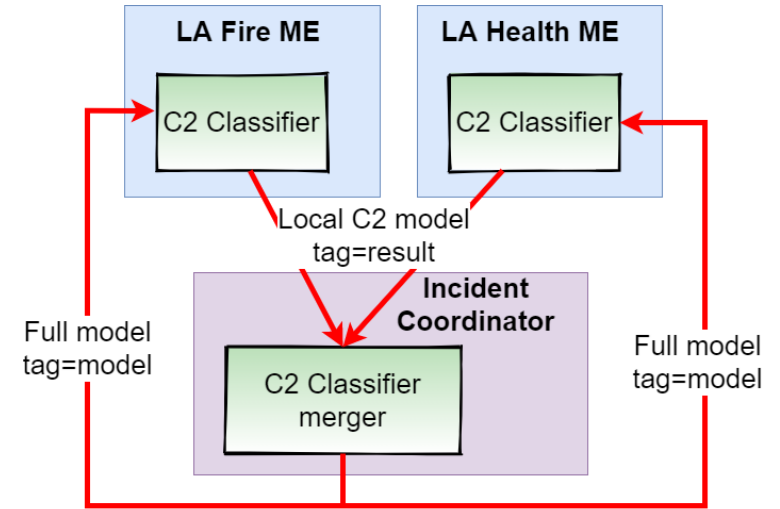 LA Fire ME
LA Health ME
C2 Classifier
C2 Classifier
Local C2 model
tag=result
Incident
Coordinator
Full model
tag=model
Full model
tag=model
C2 Classifier
merger